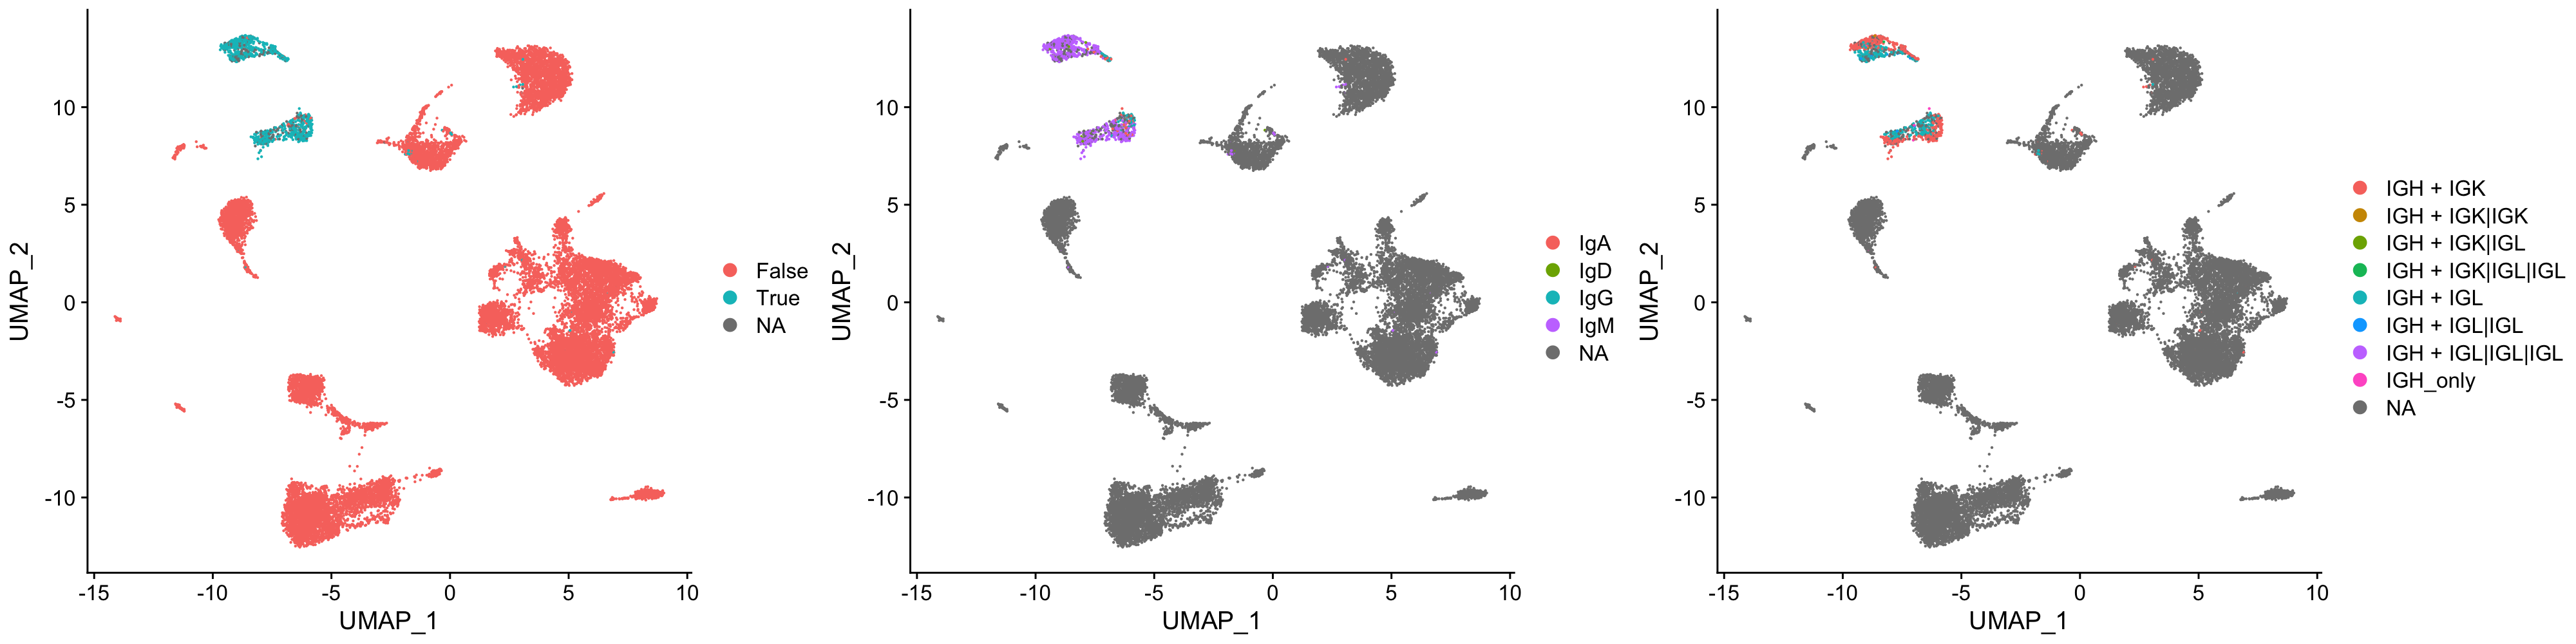 10
5
0
-5
-10
-15
-10
-5
0
5
10
UMAP_1
UMAP_2
False
True
NA
10
5
0
-5
-10
-15
-10
-5
0
5
10
UMAP_1
UMAP_2
IgA
IgD
IgG
IgM
NA
10
5
0
-5
-10
-15
-10
-5
0
5
10
UMAP_1
UMAP_2
IGH + IGK
IGH + IGK|IGK
IGH + IGK|IGL
IGH + IGK|IGL|IGL
IGH + IGL
IGH + IGL|IGL
IGH + IGL|IGL|IGL
IGH_only
NA